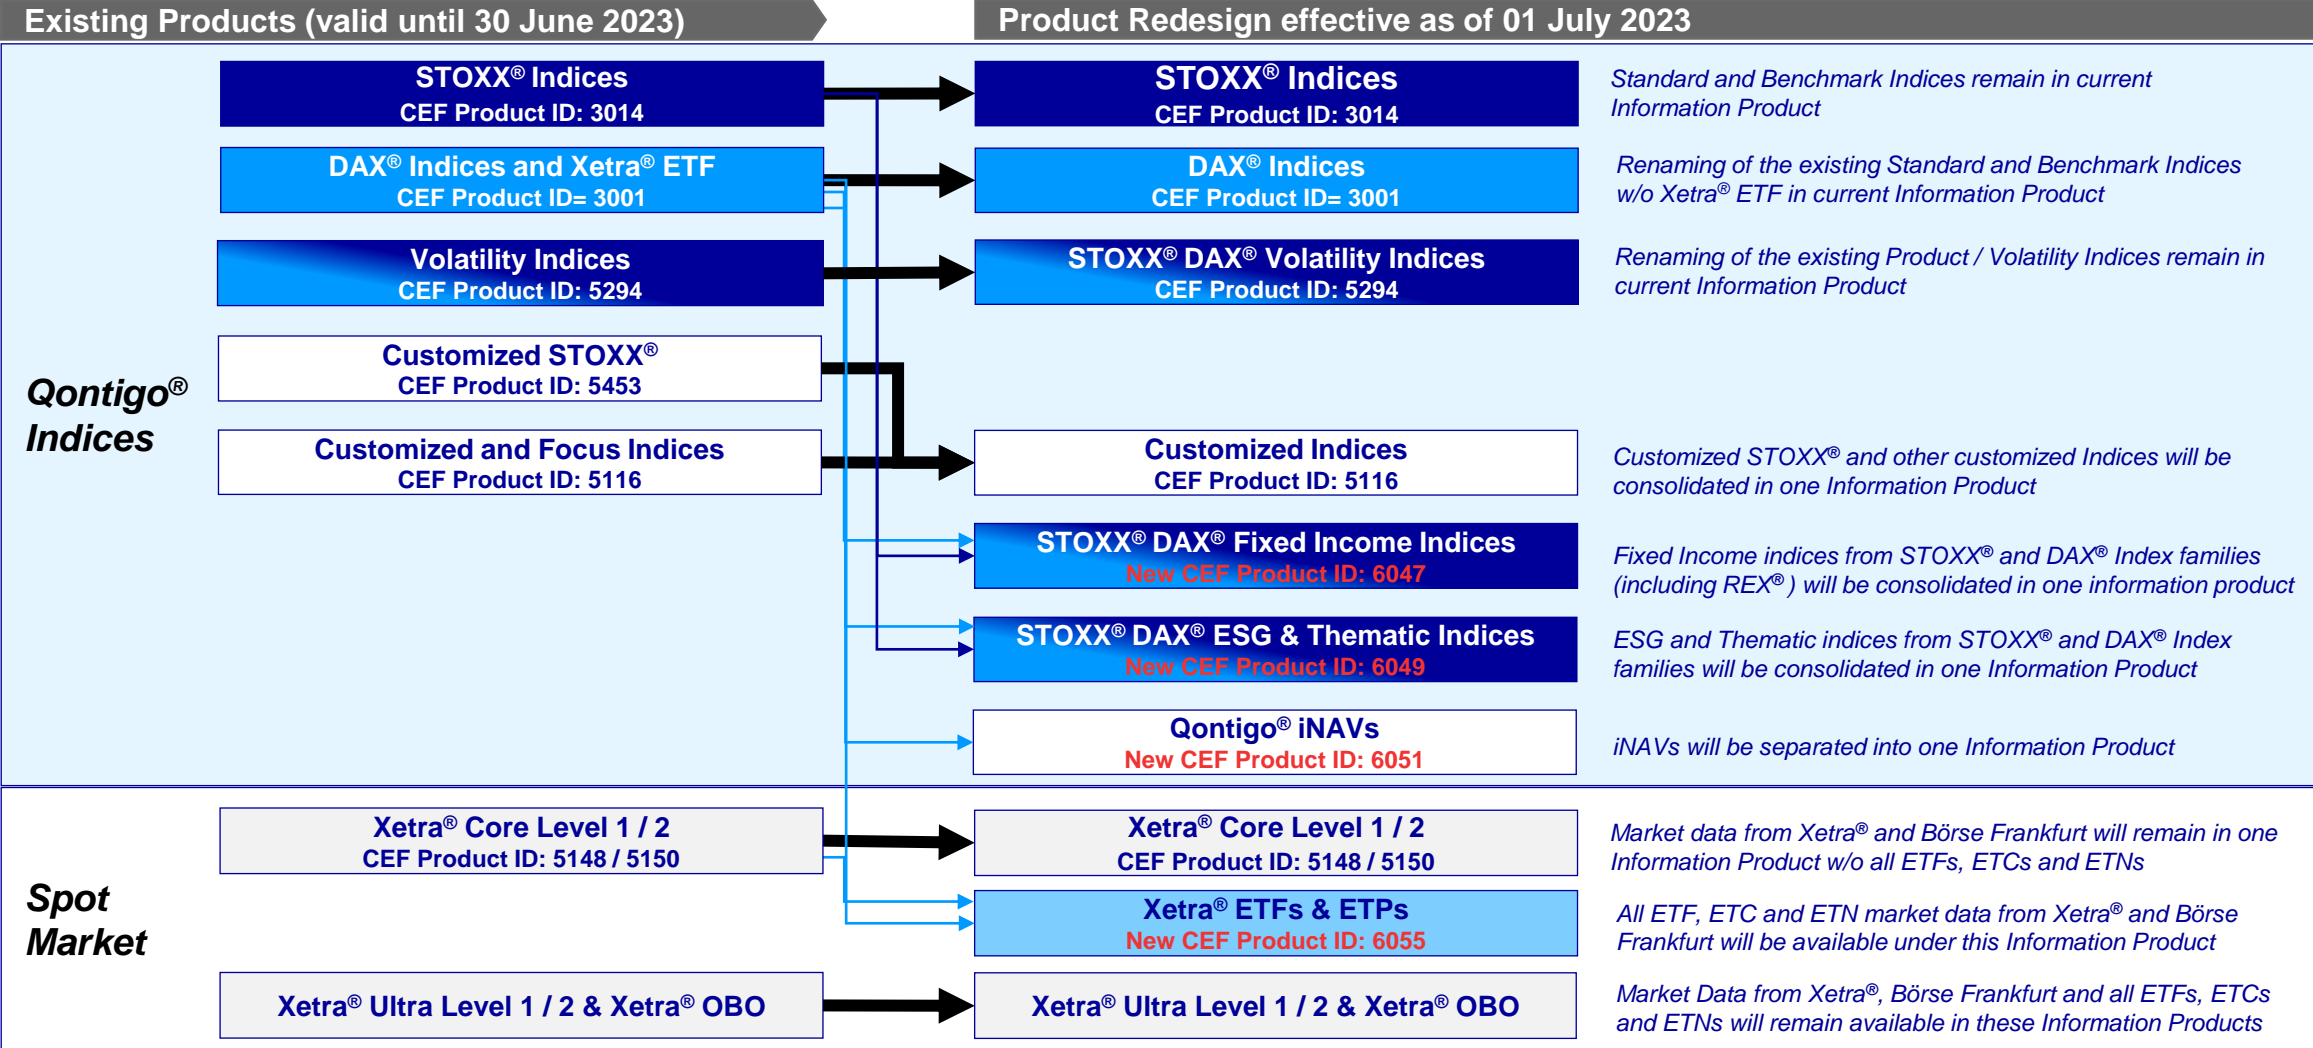 Existing Products (valid until 30 June 2023)
Product Redesign effective as of 01 July 2023
Qontigo®
Indices
STOXX® Indices
CEF Product ID: 3014
STOXX® Indices
CEF Product ID: 3014
Standard and Benchmark Indices remain in current
Information Product
DAX® Indices and Xetra® ETF
CEF Product ID= 3001
DAX® Indices
CEF Product ID= 3001
Renaming of the existing Standard and Benchmark Indices
w/o Xetra® ETF in current Information Product
Volatility Indices
CEF Product ID: 5294
STOXX® DAX® Volatility Indices
CEF Product ID: 5294
Renaming of the existing Product / Volatility Indices remain in
current Information Product
Customized STOXX®
CEF Product ID: 5453
Customized and Focus Indices
CEF Product ID: 5116
Customized Indices
CEF Product ID: 5116
Customized STOXX® and other customized Indices will be
consolidated in one Information Product
STOXX® DAX® Fixed Income Indices
New CEF Product ID: 6047
Fixed Income indices from STOXX® and DAX® Index families
(including REX® ) will be consolidated in one information product
STOXX® DAX® ESG & Thematic Indices
New CEF Product ID: 6049
ESG and Thematic indices from STOXX® and DAX® Index
families will be consolidated in one Information Product
Qontigo® iNAVs
New CEF Product ID: 6051
iNAVs will be separated into one Information Product
Spot
Market
Xetra® Core Level 1 / 2
CEF Product ID: 5148 / 5150
Xetra® Core Level 1 / 2
CEF Product ID: 5148 / 5150
Market data from Xetra® and Börse Frankfurt will remain in one
Information Product w/o all ETFs, ETCs and ETNs
Xetra® ETFs & ETPs
New CEF Product ID: 6055
All ETF, ETC and ETN market data from Xetra® and Börse
Frankfurt will be available under this Information Product
Xetra® Ultra Level 1 / 2 & Xetra® OBO
Xetra® Ultra Level 1 / 2 & Xetra® OBO
Market Data from Xetra®, Börse Frankfurt and all ETFs, ETCs
and ETNs will remain available in these Information Products